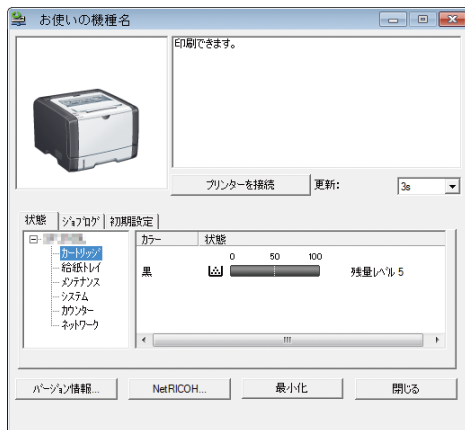 お使いの機種名
印刷できます。
プリンターを接続
更新:
3s
状態
ジョブログ
初期設定
カートリッジ
給紙トレイ
メンテナンス
システム
カウンター
ネットワーク
カラー
状態
0 50 100
黒
残量レベル 5
バージョン情報...
NetRICOH...
最小化
閉じる